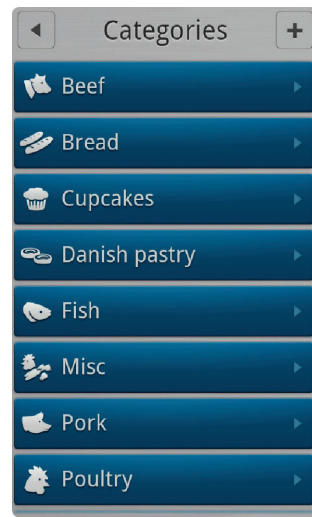 Categories
Beef
Bread
Cupcakes
Danish pastry
Fish
Misc
Pork
Poultry